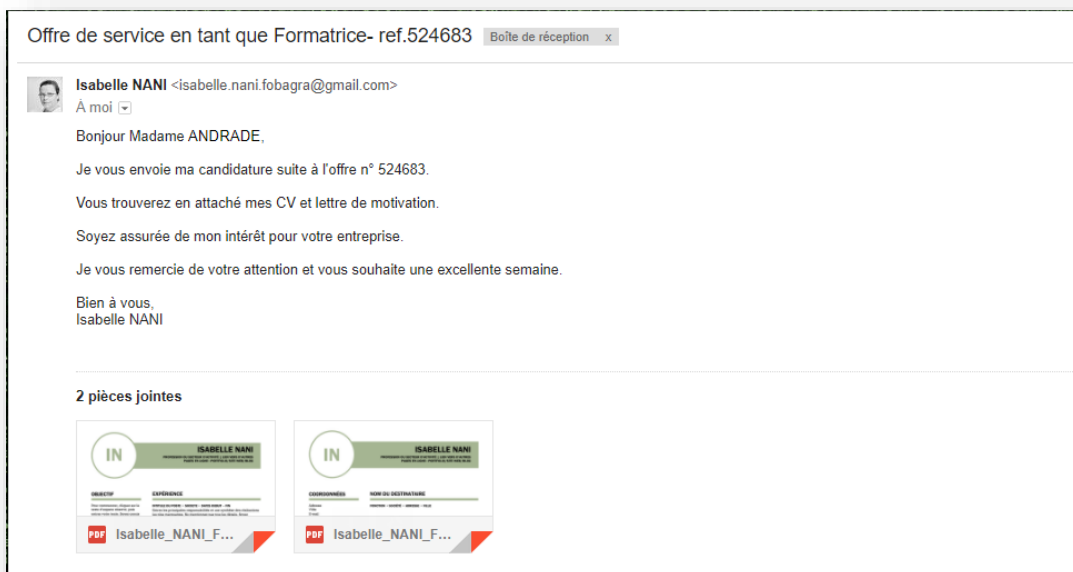 Offre de service en tant que Formatrice- ref.524683 Boîte de réception x
Isabelle NANI <isabelle.nani.fobagra@gmail.com>
À moi
Bonjour Madame ANDRADE,
Je vous envoie ma candidature suite à l'offre n° 524683.
Vous trouverez en attaché mes CV et lettre de motivation.
Soyez assurée de mon intérêt pour votre entreprise.
Je vous remercie de votre attention et vous souhaite une excellente semaine.
Bien à vous,
Isabelle NANI
2 pièces jointes
IN ISABELLE NANI
OBJECTIF EXPÉRIENCE
PDF Isabelle_NANI_F...
IN ISABELLE NANI
COORDONNÉES NOM DU DESTINATAIRE
PDF Isabelle_NANI_F...